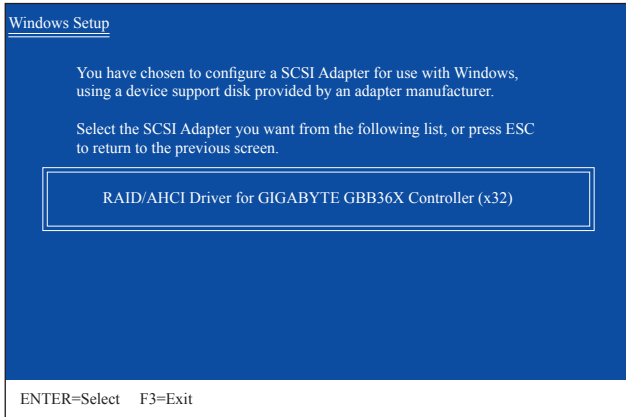 Windows Setup
You have chosen to configure a SCSI Adapter for use with Windows,
using a device support disk provided by an adapter manufacturer.
Select the SCSI Adapter you want from the following list, or press ESC
to return to the previous screen.
RAID/AHCI Driver for GIGABYTE GBB36X Controller (x32)
ENTER=Select F3=Exit